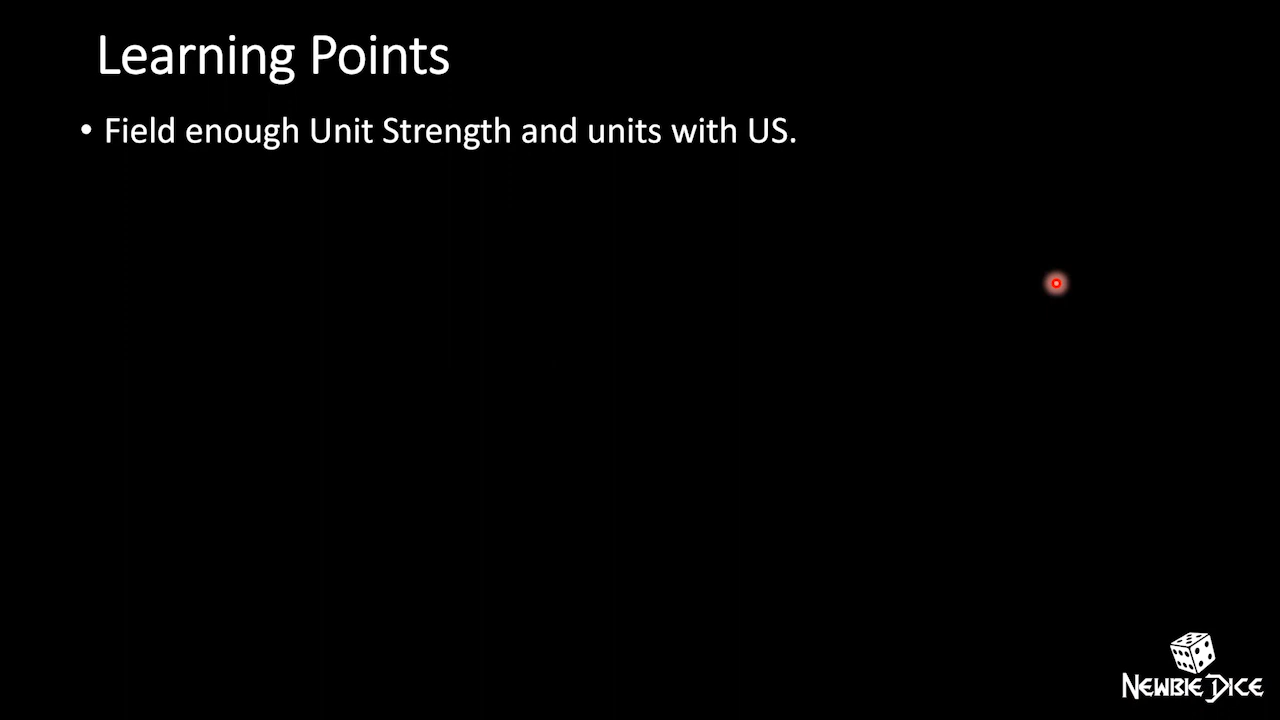 Learning Points
• Field enough Unit Strength and units with US.
NEWBIE DICE